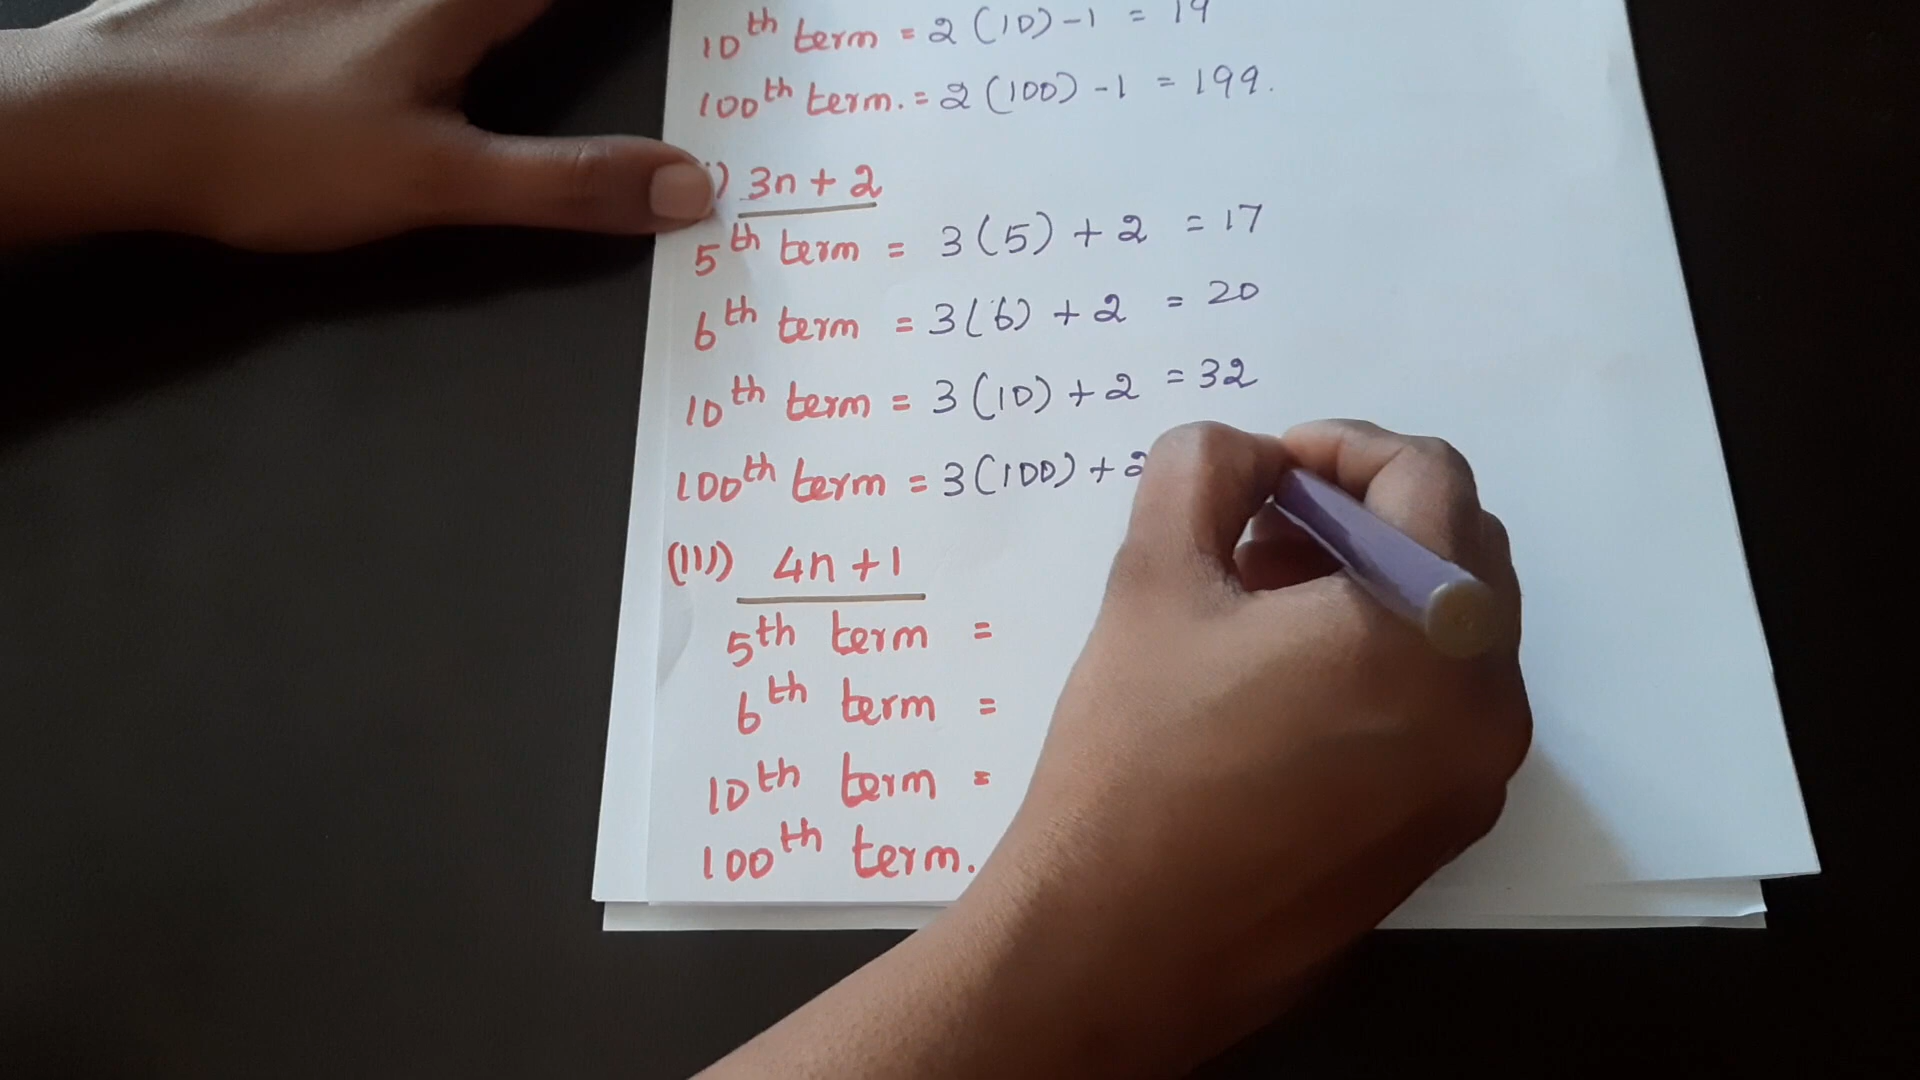 10th term = 2 (10) - 1 = 19
100th term. = 2 (100) - 1 = 199.
) 3n + 2
5th term = 3 (5) + 2 = 17
6th term = 3 (6) + 2 = 20
10th term = 3 (10) + 2 = 32
100th term = 3 (100) + 2
(III) 4n + 1
5th term =
6th term =
10th term =
100th term.